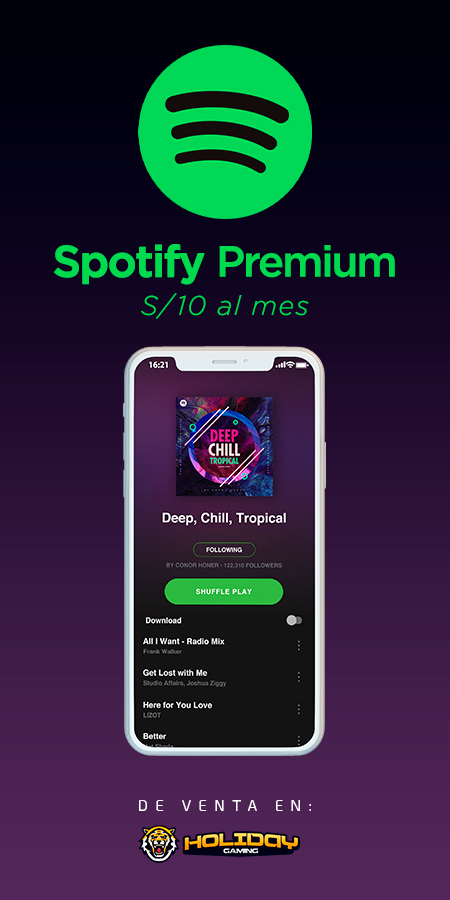 Spotify Premium
S/10 al mes
16:21
DEEP
CHILL
TROPICAL
Deep, Chill, Tropical
FOLLOWING
BY CONOR HONER - 122,310 FOLLOWERS
SHUFFLE PLAY
Download
All I Want - Radio Mix
Frank Walker
Get Lost with Me
Studio Affairs, Joshua Ziggy
Here for You Love
LIZOT
Better
DE VENTA EN:
HOLIDAY
GAMING